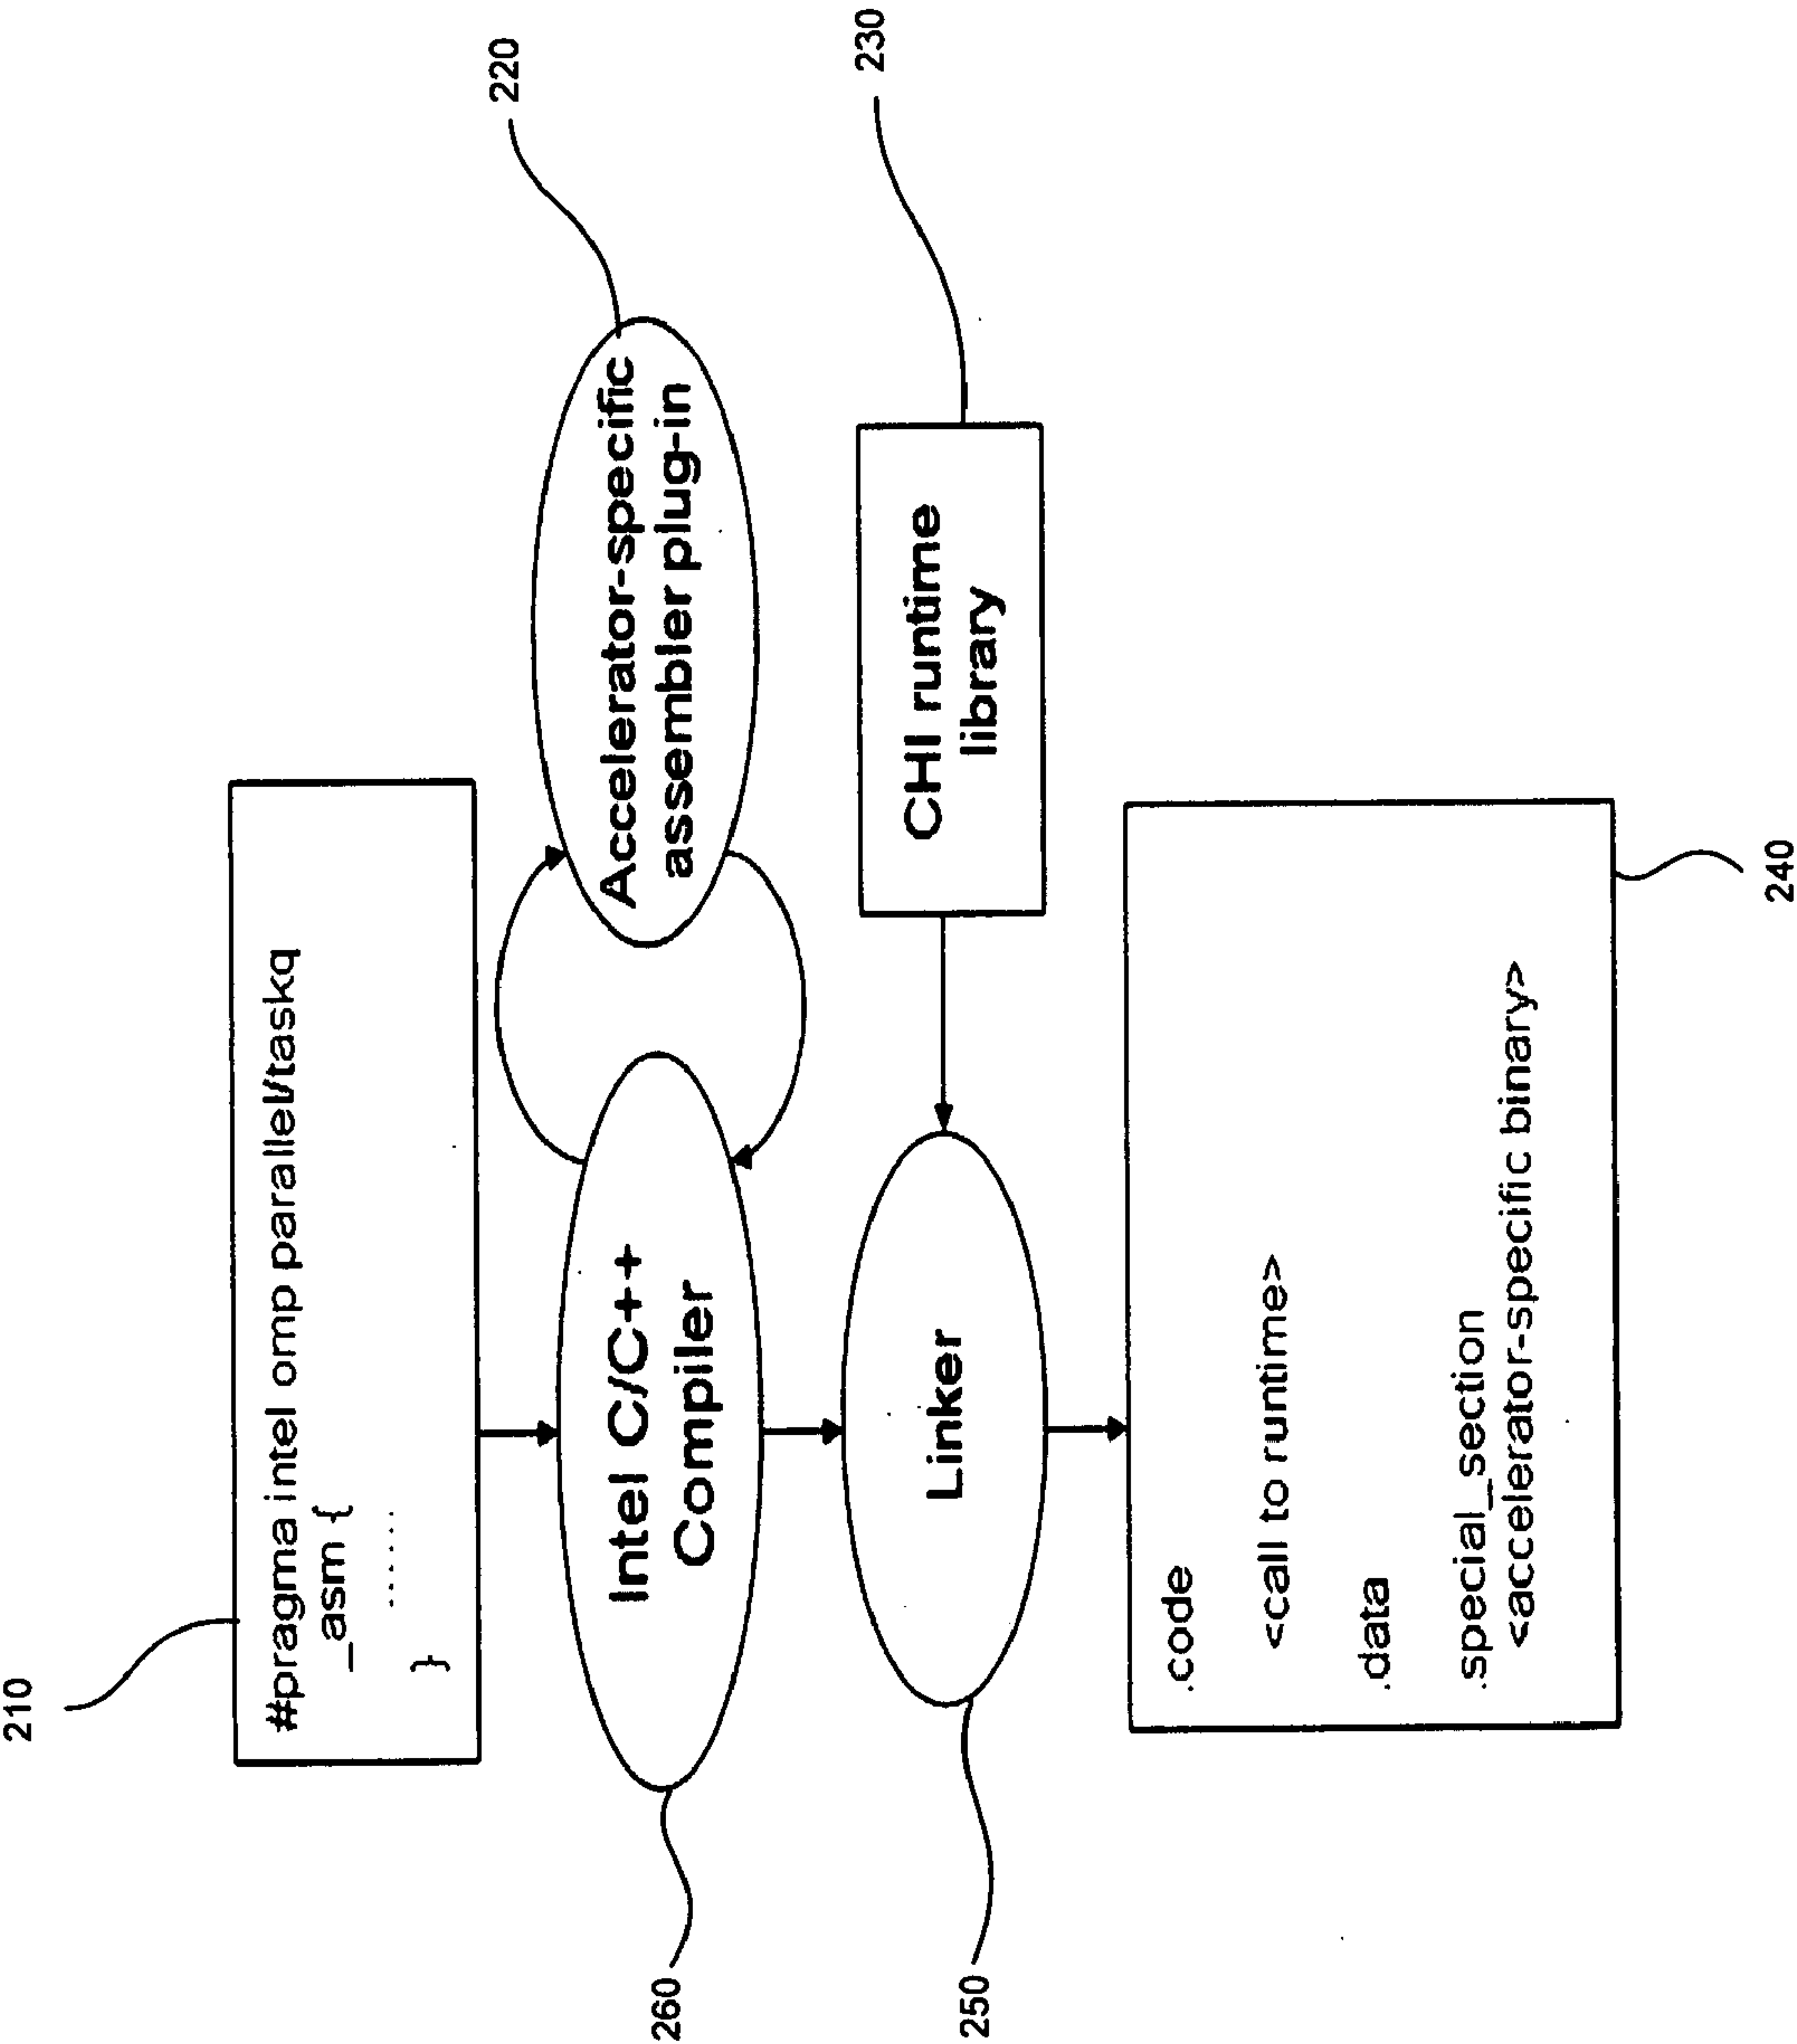 210
#pragma intel omp parallel/taskq
_asm {
......
}
220
Accelerator-specific
assembler plug-in
260
Intel C/C++
Compiler
230
CHI runtime
library
250
Linker
240
.code
<call to runtime>
.data
.special_section
<accelerator-specific binary>